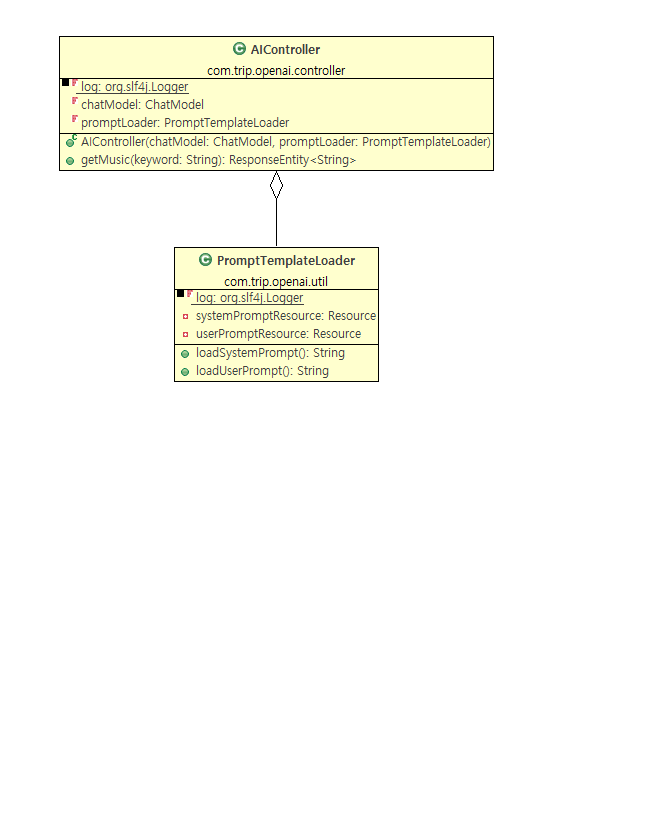 C AIController
com.trip.openai.controller
F log: org.slf4j.Logger
F chatModel: ChatModel
F promptLoader: PromptTemplateLoader
C AIController(chatModel: ChatModel, promptLoader: PromptTemplateLoader)
getMusic(keyword: String): ResponseEntity<String>
C PromptTemplateLoader
com.trip.openai.util
F log: org.slf4j.Logger
systemPromptResource: Resource
userPromptResource: Resource
loadSystemPrompt(): String
loadUserPrompt(): String